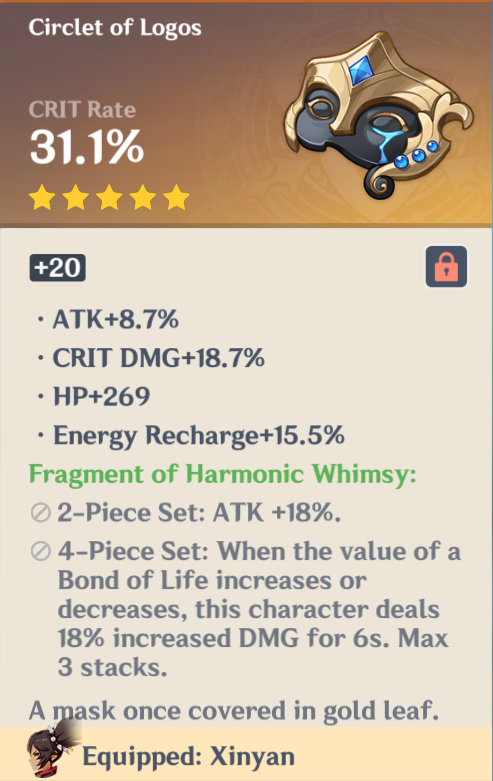 Circlet of Logos
CRIT Rate
31.1%
+20
· ATK+8.7%
· CRIT DMG+18.7%
· HP+269
· Energy Recharge+15.5%
Fragment of Harmonic Whimsy:
2-Piece Set: ATK +18%.
4-Piece Set: When the value of a
Bond of Life increases or
decreases, this character deals
18% increased DMG for 6s. Max
3 stacks.
A mask once covered in gold leaf.
Equipped: Xinyan